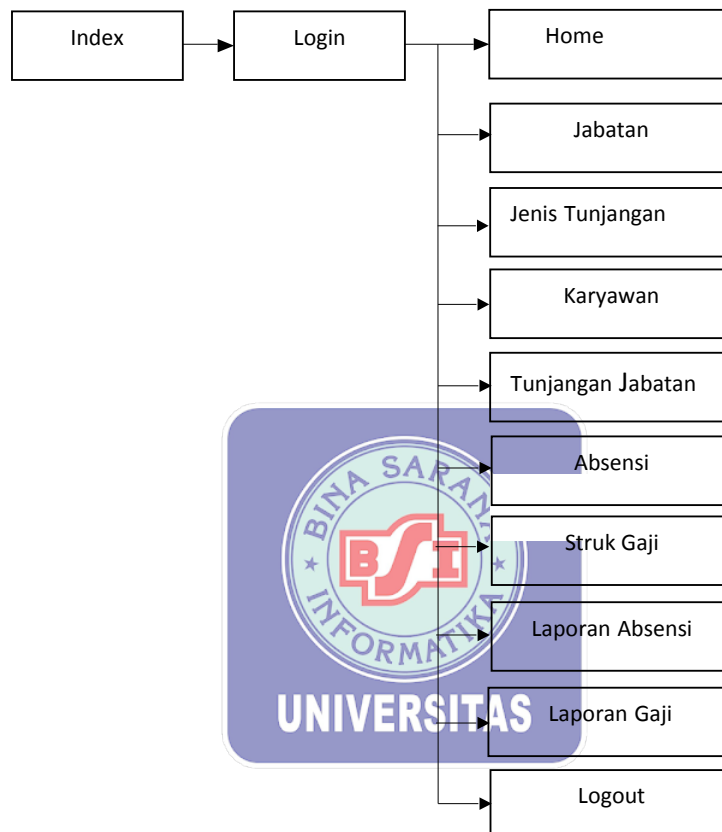 Index
Login
Home
Jabatan
Jenis Tunjangan
Karyawan
Tunjangan Jabatan
Absensi
Struk Gaji
Laporan Absensi
Laporan Gaji
Logout
BINA SARANA
BSI
INFORMATIKA
UNIVERSITAS